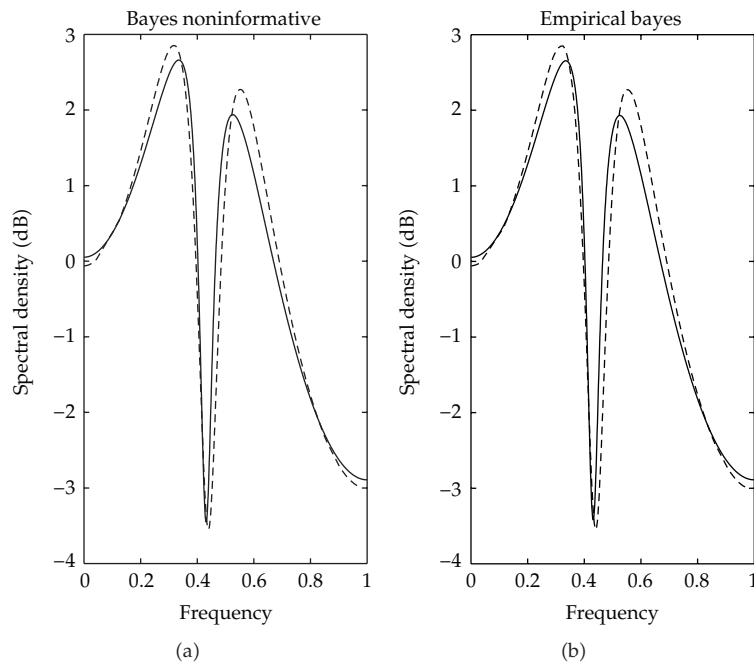 Bayes noninformative
3
2
1
0
−1
−2
−3
−4
0 0.2 0.4 0.6 0.8 1
Spectral density (dB)
Frequency
(a)
Empirical bayes
3
2
1
0
−1
−2
−3
−4
0 0.2 0.4 0.6 0.8 1
Spectral density (dB)
Frequency
(b)